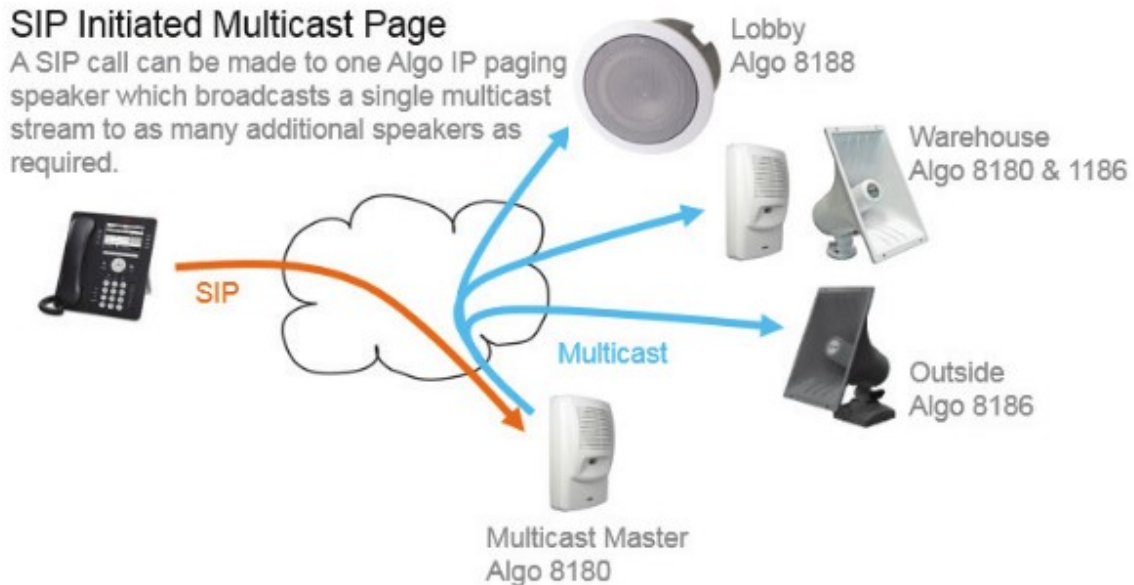 SIP Initiated Multicast Page
A SIP call can be made to one Algo IP paging
speaker which broadcasts a single multicast
stream to as many additional speakers as
required.
Lobby
Algo 8188
Warehouse
Algo 8180 & 1186
SIP
Multicast
Outside
Algo 8186
Multicast Master
Algo 8180